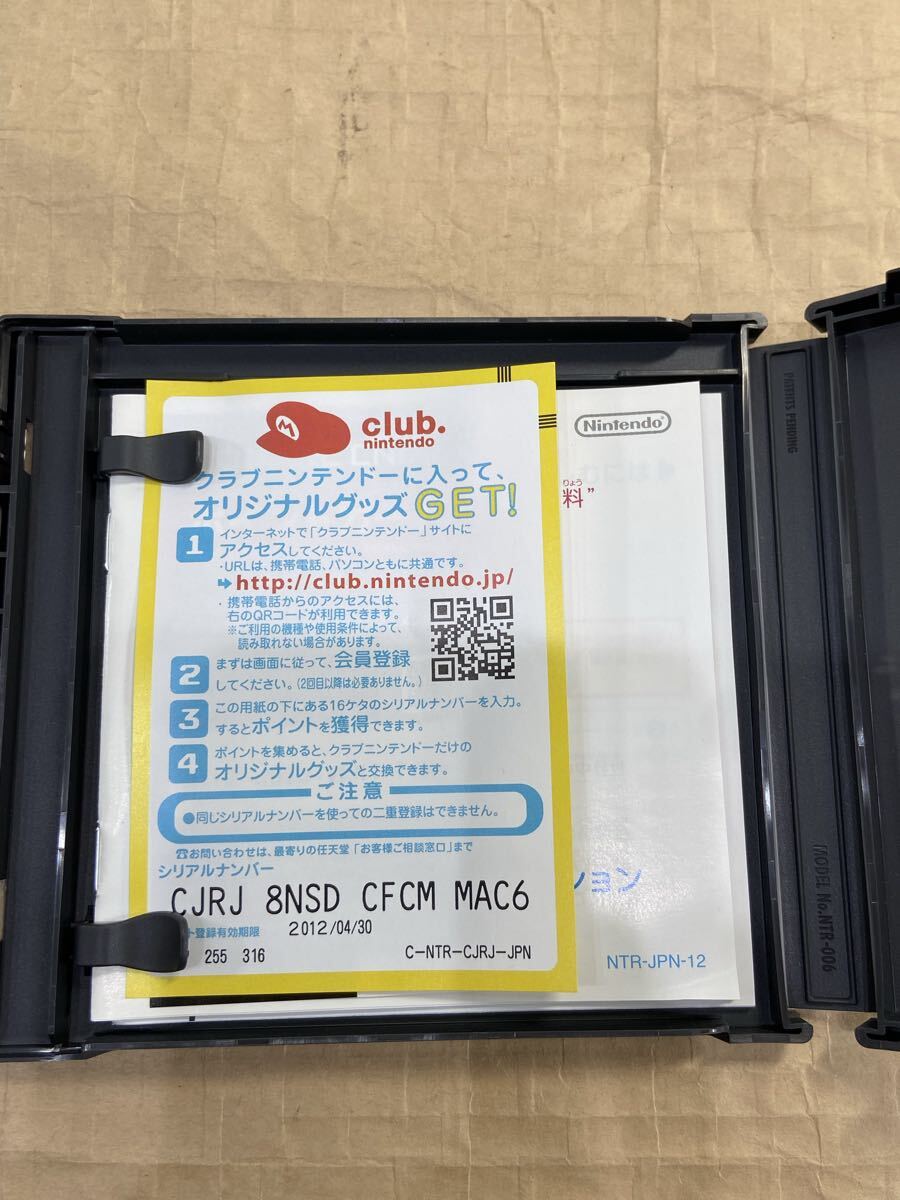 club.
nintendo
クラブニンテンドーに入って、
オリジナルグッズGET!
1 インターネットで「クラブニンテンドー」サイトに
アクセスしてください。
・URLは、携帯電話、パソコンともに共通です。
➔http://club.nintendo.jp/
・携帯電話からのアクセスには、
右のQRコードが利用できます。
※ご利用の機種や使用条件によって、
読み取れない場合があります。
2 まずは画面に従って、会員登録
してください。(2回目以降は必要ありません。)
3 この用紙の下にある16ケタのシリアルナンバーを入力。
するとポイントを獲得できます。
4 ポイントを集めると、クラブニンテンドーだけの
オリジナルグッズと交換できます。
ご注意
●同じシリアルナンバーを使っての二重登録はできません。
☎お問い合わせは、最寄りの任天堂「お客様ご相談窓口」まで
シリアルナンバー
CJRJ 8NSD CFCM MAC6
ト登録有効期限 2012/04/30
255 316 C-NTR-CJRJ-JPN
Nintendo
りょう
料”
ション
NTR-JPN-12
PATENTS PENDING
MODEL No.NTR-006